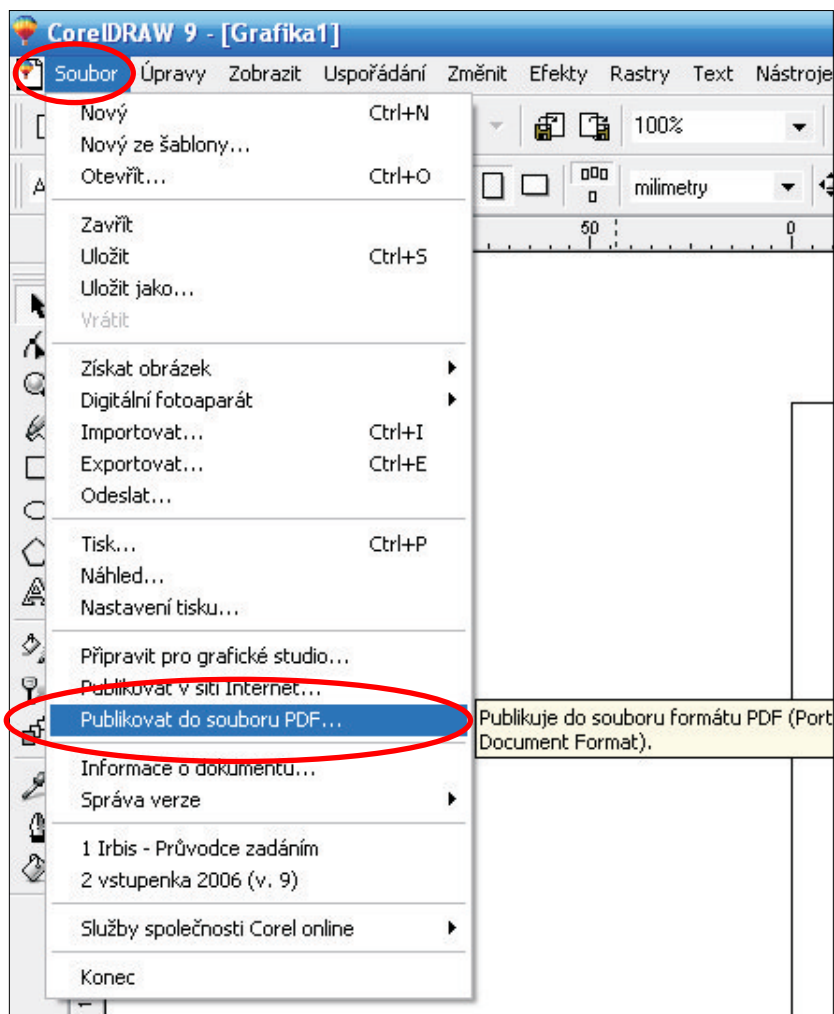 CorelDRAW 9 - [Grafika1]
Soubor Úpravy Zobrazit Uspořádání Změnit Efekty Rastry Text Nástroje
100%
milimetry
50 0
Nový Ctrl+N
Nový ze šablony...
Otevřít... Ctrl+O
Zavřít
Uložit Ctrl+S
Uložit jako...
Vrátit
Získat obrázek
Digitální fotoaparát
Importovat... Ctrl+I
Exportovat... Ctrl+E
Odeslat...
Tisk... Ctrl+P
Náhled...
Nastavení tisku...
Připravit pro grafické studio...
Publikovat v síti Internet...
Publikovat do souboru PDF...
Publikuje do souboru formátu PDF (Port
Document Format).
Informace o dokumentu...
Správa verze
1 Irbis - Průvodce zadáním
2 vstupenka 2006 (v. 9)
Služby společnosti Corel online
Konec